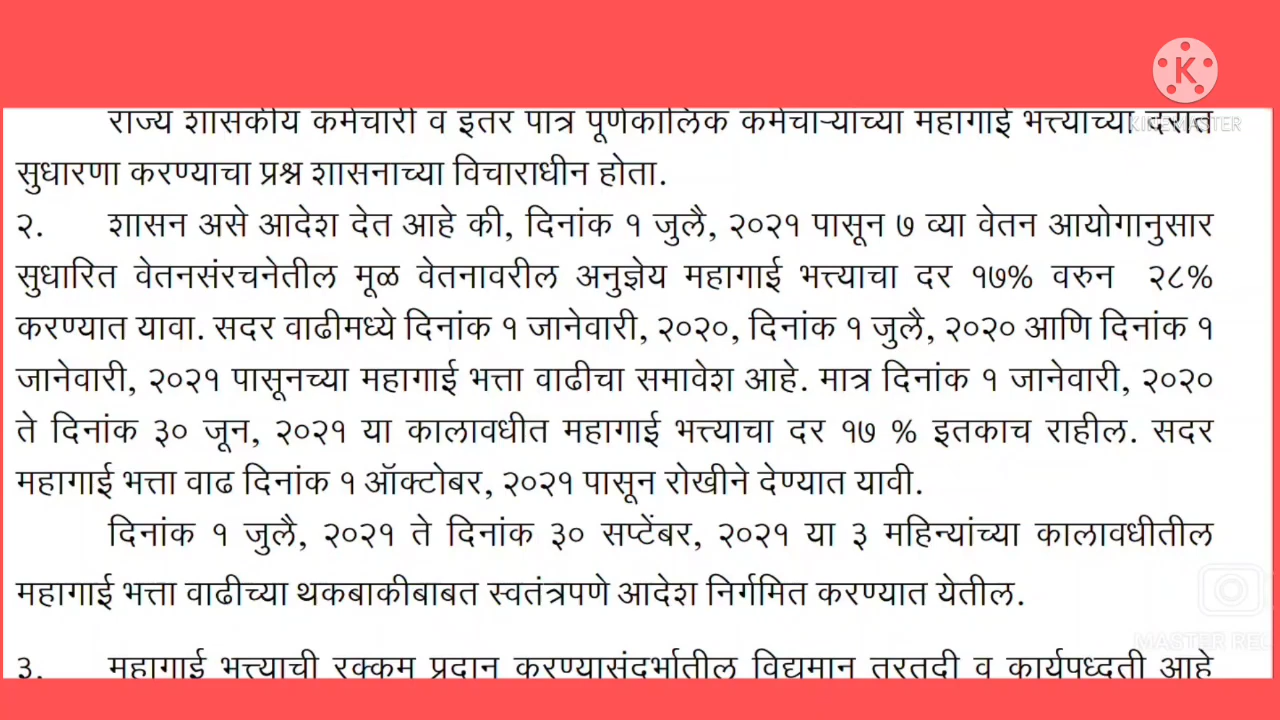 K
KINEMASTER
राज्य शासकीय कर्मचारी व इतर पात्र पूर्णकालिक कर्मचाऱ्यांच्या महागाई भत्त्याच्या दरात
सुधारणा करण्याचा प्रश्न शासनाच्या विचाराधीन होता.
२. शासन असे आदेश देत आहे की, दिनांक १ जुलै, २०२१ पासून ७ व्या वेतन आयोगानुसार
सुधारित वेतनसंरचनेतील मूळ वेतनावरील अनुज्ञेय महागाई भत्त्याचा दर १७% वरुन २८%
करण्यात यावा. सदर वाढीमध्ये दिनांक १ जानेवारी, २०२०, दिनांक १ जुलै, २०२० आणि दिनांक १
जानेवारी, २०२१ पासूनच्या महागाई भत्ता वाढीचा समावेश आहे. मात्र दिनांक १ जानेवारी, २०२०
ते दिनांक ३० जून, २०२१ या कालावधीत महागाई भत्त्याचा दर १७ % इतकाच राहील. सदर
महागाई भत्ता वाढ दिनांक १ ऑक्टोबर, २०२१ पासून रोखीने देण्यात यावी.
दिनांक १ जुलै, २०२१ ते दिनांक ३० सप्टेंबर, २०२१ या ३ महिन्यांच्या कालावधीतील
महागाई भत्ता वाढीच्या थकबाकीबाबत स्वतंत्रपणे आदेश निर्गमित करण्यात येतील.
MASTER REC
३. महागाई भत्त्याची रक्कम प्रदान करण्यासंदर्भातील विद्यमान तरतूदी व कार्यपध्दती आहे